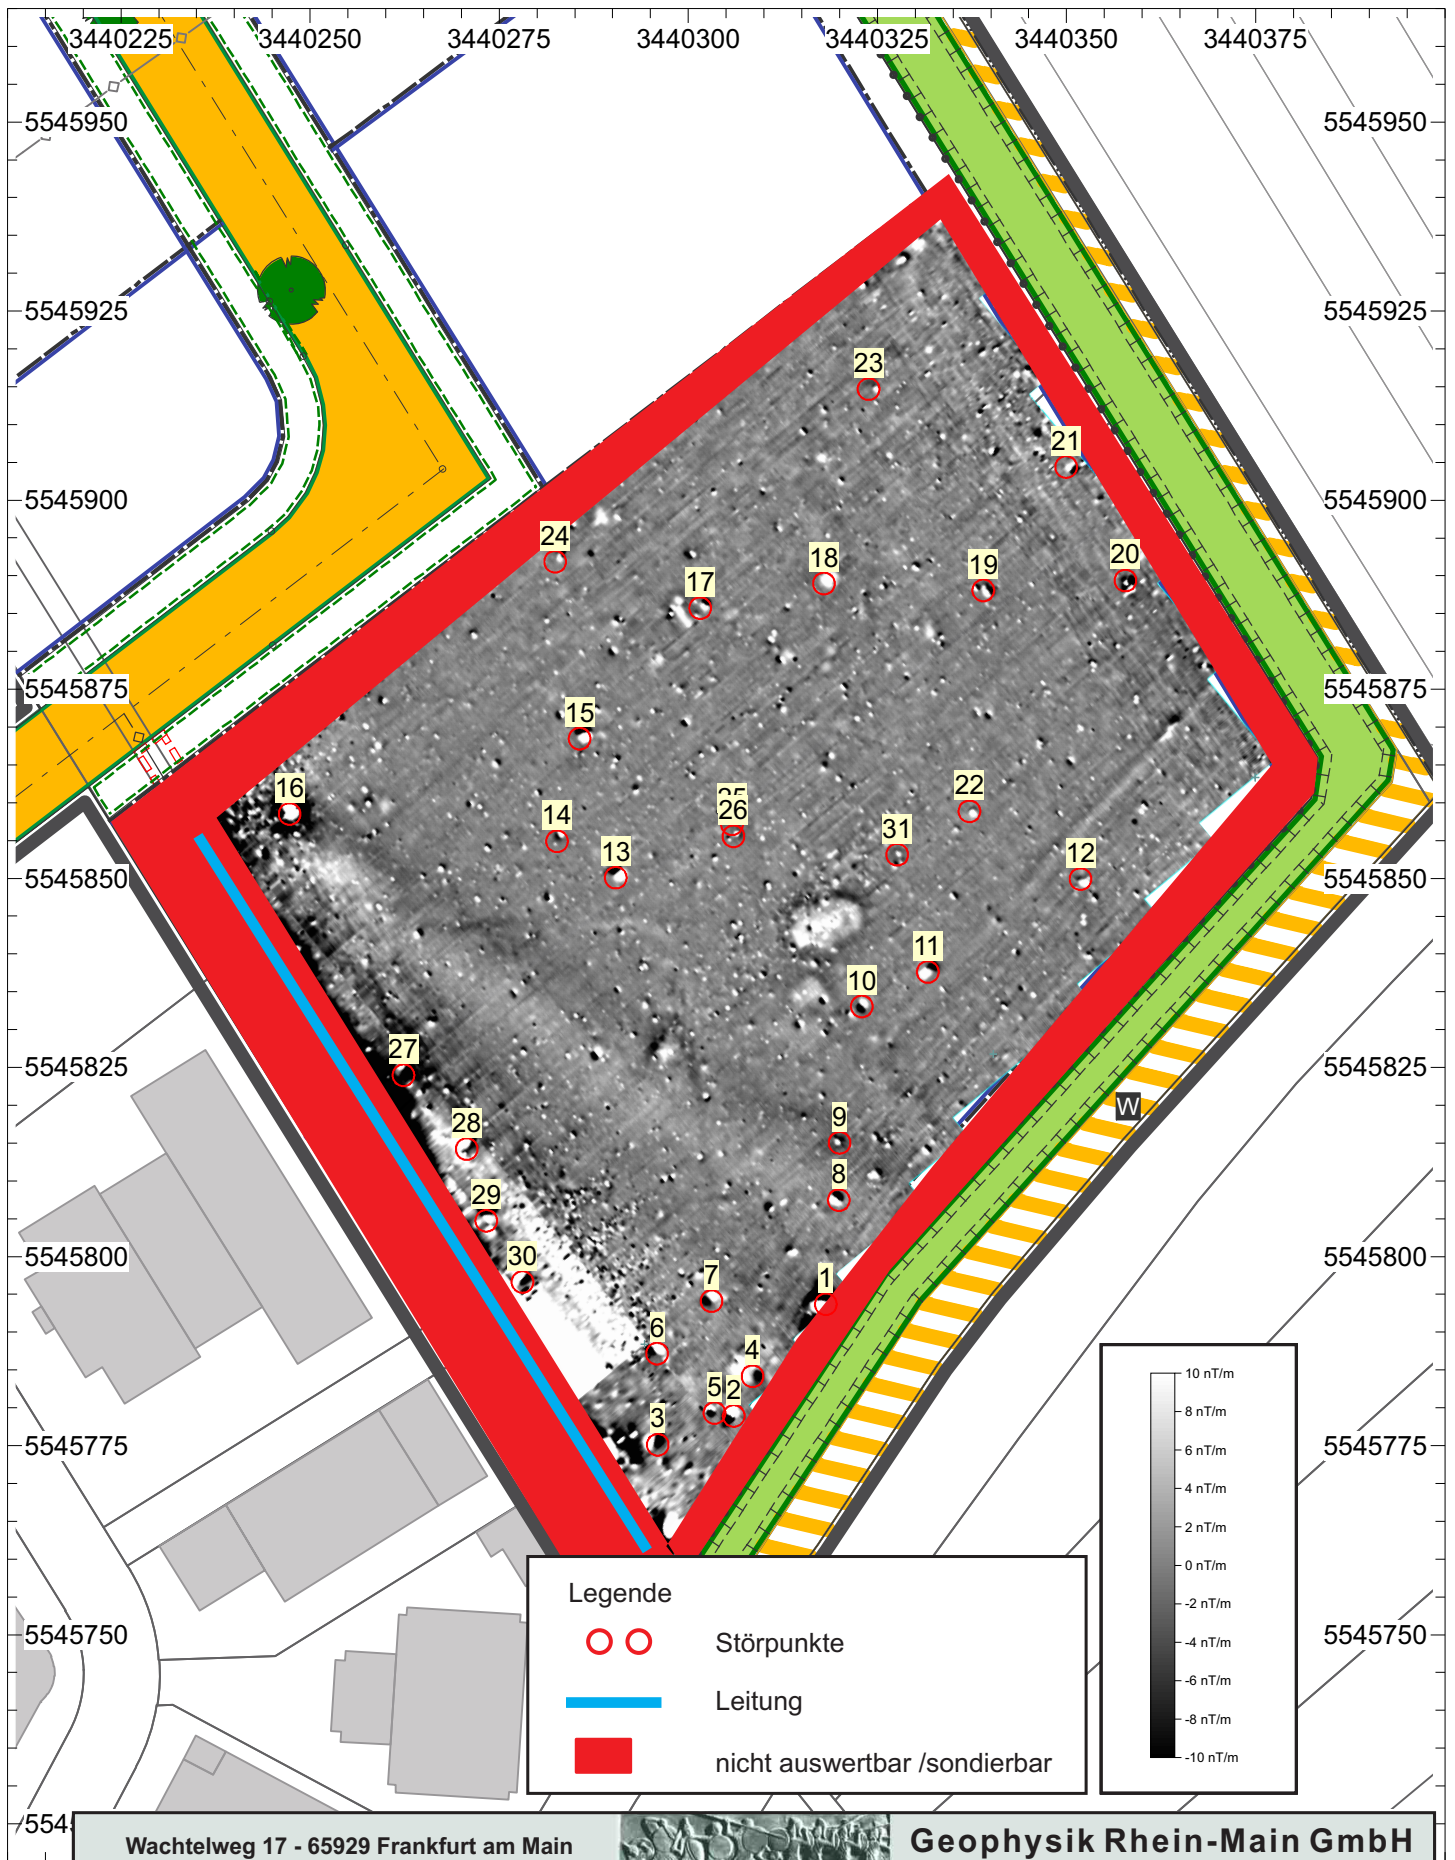 3440225 3440250 3440275 3440300 3440325 3440350 3440375
5545950 5545950
5545925 5545925
23
21
5545900 5545900
24
18
20
19
17
5545875 5545875
15
16
22
25
26
14
31
13
12
5545850 5545850
11
10
27
5545825 5545825
W
28
9
8
29
5545800 5545800
30
7
1
6
4
5
2
3
5545775 5545775
10 nT/m
8 nT/m
6 nT/m
4 nT/m
2 nT/m
0 nT/m
-2 nT/m
-4 nT/m
-6 nT/m
-8 nT/m
-10 nT/m
Legende
Störpunkte
Leitung
nicht auswertbar /sondierbar
5545750 5545750
Wachtelweg 17 - 65929 Frankfurt am Main
Geophysik Rhein-Main GmbH